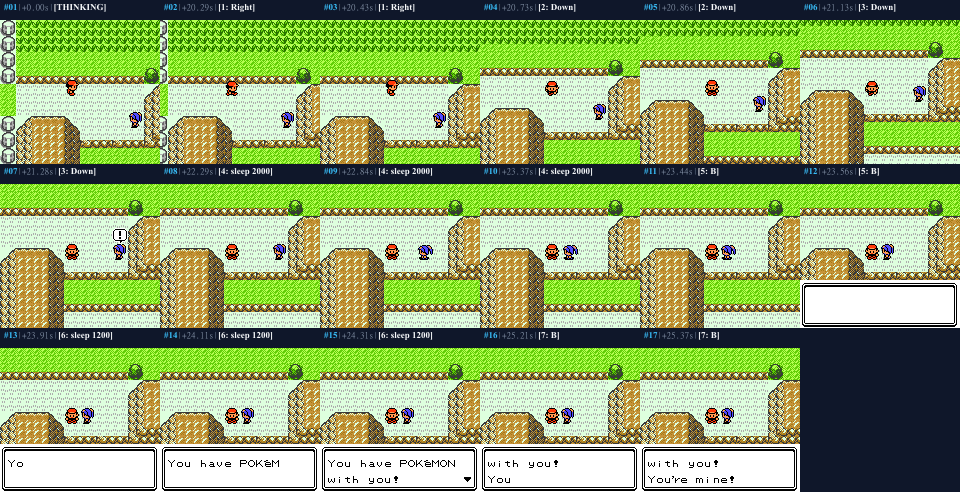 #01|+0.00s|[THINKING]
#02|+20.29s|[1: Right]
#03|+20.43s|[1: Right]
#04|+20.73s|[2: Down]
#05|+20.86s|[2: Down]
#06|+21.13s|[3: Down]
#07|+21.28s|[3: Down]
!
#08|+22.29s|[4: sleep 2000]
#09|+22.84s|[4: sleep 2000]
#10|+23.37s|[4: sleep 2000]
#11|+23.44s|[5: B]
#12|+23.56s|[5: B]
#13|+23.91s|[6: sleep 1200]
Yo
#14|+24.11s|[6: sleep 1200]
You have POKéM
#15|+24.31s|[6: sleep 1200]
You have POKéMON
with you!
#16|+25.21s|[7: B]
with you!
You
#17|+25.37s|[7: B]
with you!
You're mine!